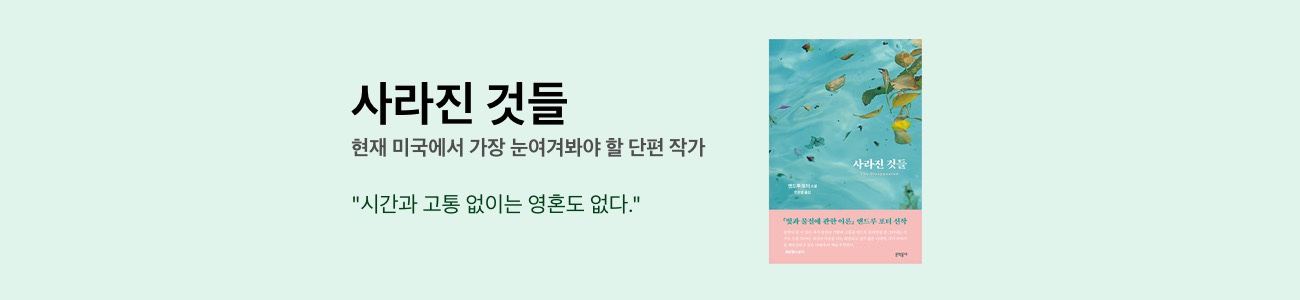 사라진 것들
현재 미국에서 가장 눈여겨봐야 할 단편 작가
"시간과 고통 없이는 영혼도 없다."
사라진 것들
The Disappeared
앤드루 포터 소설
『빛과 물질에 관한 이론』 앤드루 포터 신작
문학동네